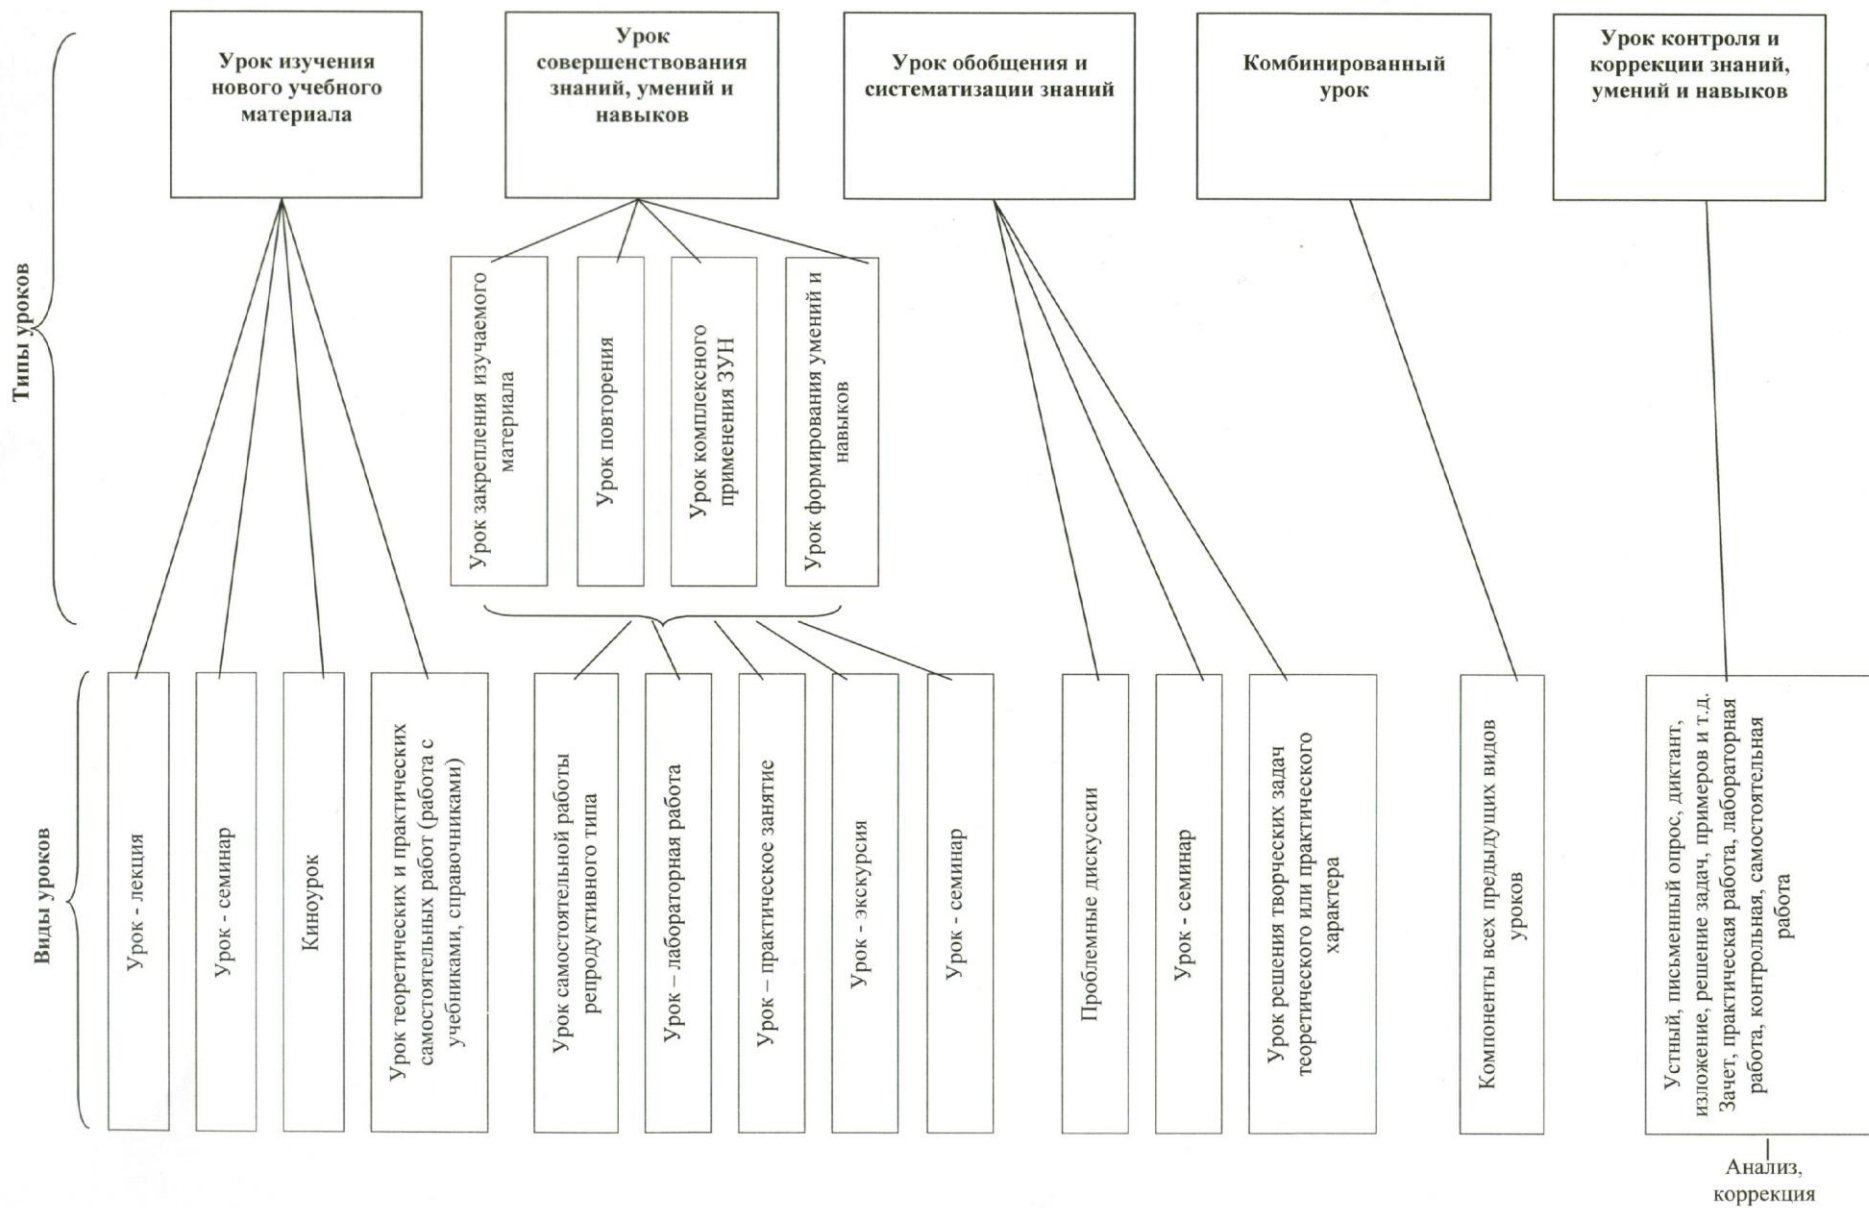 Типы уроков
Урок изучения
нового учебного
материала
Урок
совершенствования
знаний, умений и
навыков
Урок обобщения и
систематизации знаний
Комбинированный
урок
Урок контроля и
коррекции знаний,
умений и навыков
Урок закрепления изучаемого
материала
Урок повторения
Урок комплексного
применения ЗУН
Урок формирования умений и
навыков
Виды уроков
Урок - лекция
Урок - семинар
Киноурок
Урок теоретических и практических
самостоятельных работ (работа с
учебниками, справочниками)
Урок самостоятельной работы
репродуктивного типа
Урок – лабораторная работа
Урок – практическое занятие
Урок - экскурсия
Урок - семинар
Проблемные дискуссии
Урок - семинар
Урок решения творческих задач
теоретического или практического
характера
Компоненты всех предыдущих видов
уроков
Устный, письменный опрос, диктант,
изложение, решение задач, примеров и т.д.
Зачет, практическая работа, лабораторная
работа, контрольная, самостоятельная
работа
Анализ,
коррекция